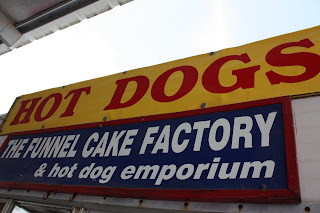 HOT DOGS
THE FUNNEL CAKE FACTORY
& hot dog emporium